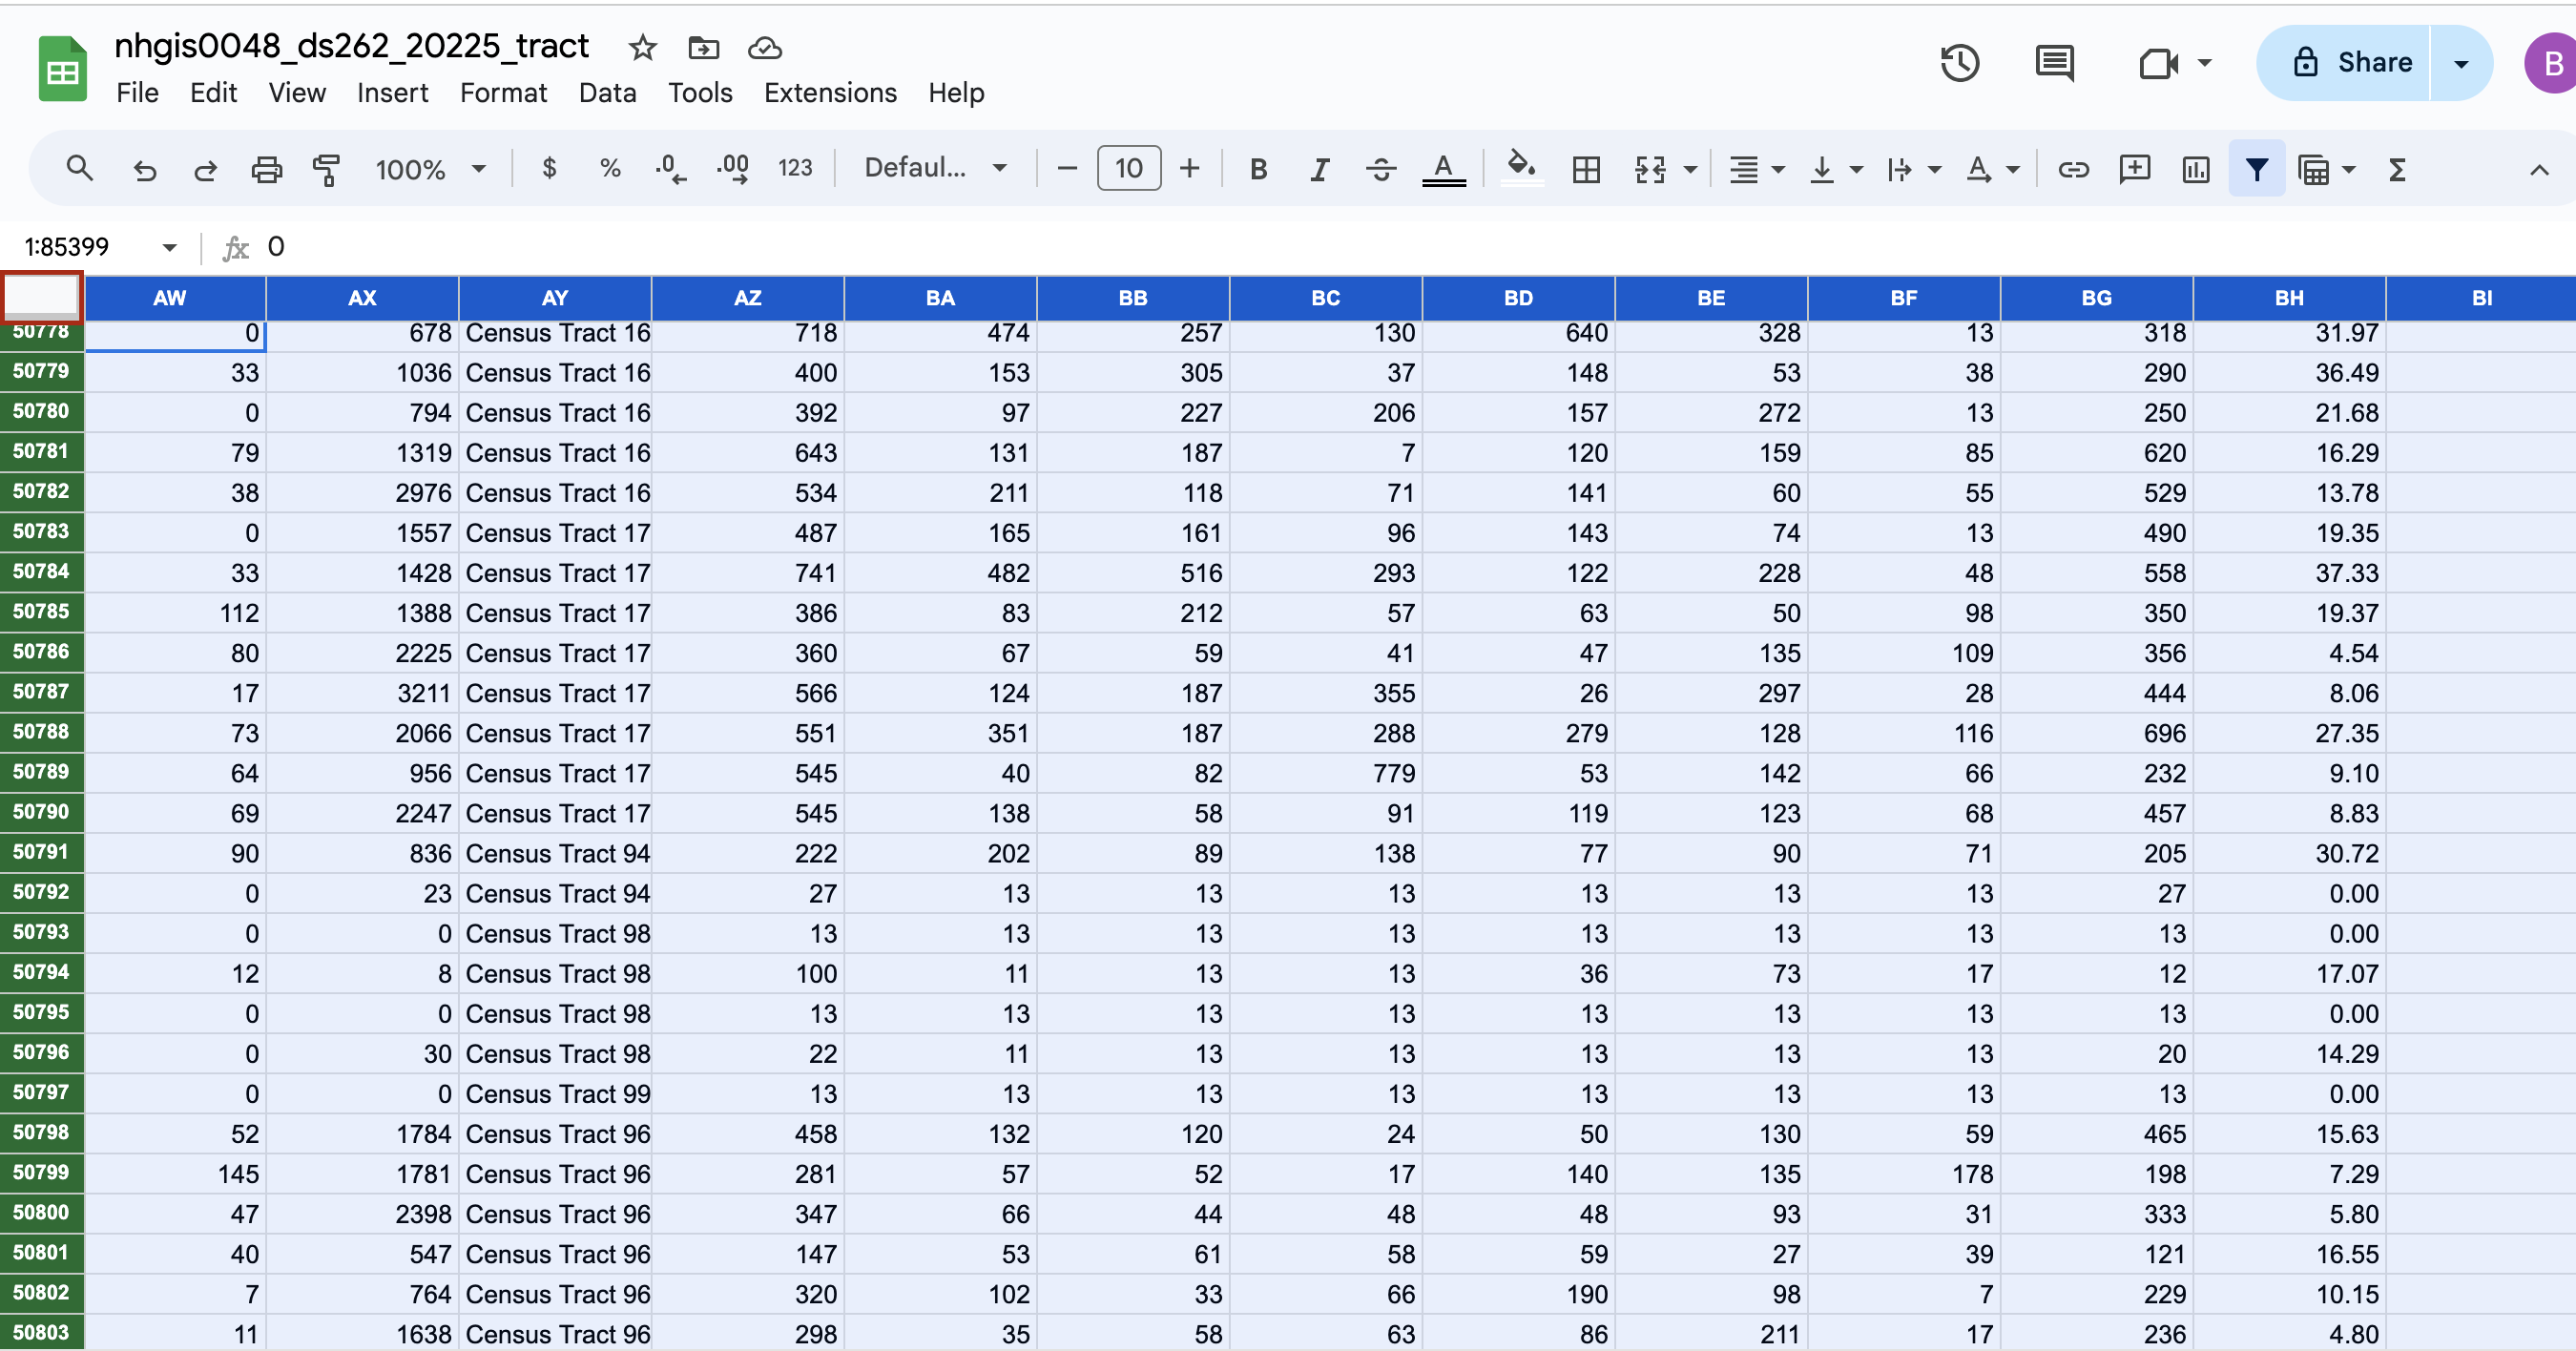 nhgis0048_ds262_20225_tract
File Edit View Insert Format Data Tools Extensions Help
Share
B
100% $ % .0 .00 123 Defaul... 10 B I S A A Σ
1:85399 fx 0
AW AX AY AZ BA BB BC BD BE BF BG BH BI
50778 0 678 Census Tract 16 718 474 257 130 640 328 13 318 31.97
50779 33 1036 Census Tract 16 400 153 305 37 148 53 38 290 36.49
50780 0 794 Census Tract 16 392 97 227 206 157 272 13 250 21.68
50781 79 1319 Census Tract 16 643 131 187 7 120 159 85 620 16.29
50782 38 2976 Census Tract 16 534 211 118 71 141 60 55 529 13.78
50783 0 1557 Census Tract 17 487 165 161 96 143 74 13 490 19.35
50784 33 1428 Census Tract 17 741 482 516 293 122 228 48 558 37.33
50785 112 1388 Census Tract 17 386 83 212 57 63 50 98 350 19.37
50786 80 2225 Census Tract 17 360 67 59 41 47 135 109 356 4.54
50787 17 3211 Census Tract 17 566 124 187 355 26 297 28 444 8.06
50788 73 2066 Census Tract 17 551 351 187 288 279 128 116 696 27.35
50789 64 956 Census Tract 17 545 40 82 779 53 142 66 232 9.10
50790 69 2247 Census Tract 17 545 138 58 91 119 123 68 457 8.83
50791 90 836 Census Tract 94 222 202 89 138 77 90 71 205 30.72
50792 0 23 Census Tract 94 27 13 13 13 13 13 13 27 0.00
50793 0 0 Census Tract 98 13 13 13 13 13 13 13 13 0.00
50794 12 8 Census Tract 98 100 11 13 13 36 73 17 12 17.07
50795 0 0 Census Tract 98 13 13 13 13 13 13 13 13 0.00
50796 0 30 Census Tract 98 22 11 13 13 13 13 13 20 14.29
50797 0 0 Census Tract 99 13 13 13 13 13 13 13 13 0.00
50798 52 1784 Census Tract 96 458 132 120 24 50 130 59 465 15.63
50799 145 1781 Census Tract 96 281 57 52 17 140 135 178 198 7.29
50800 47 2398 Census Tract 96 347 66 44 48 48 93 31 333 5.80
50801 40 547 Census Tract 96 147 53 61 58 59 27 39 121 16.55
50802 7 764 Census Tract 96 320 102 33 66 190 98 7 229 10.15
50803 11 1638 Census Tract 96 298 35 58 63 86 211 17 236 4.80